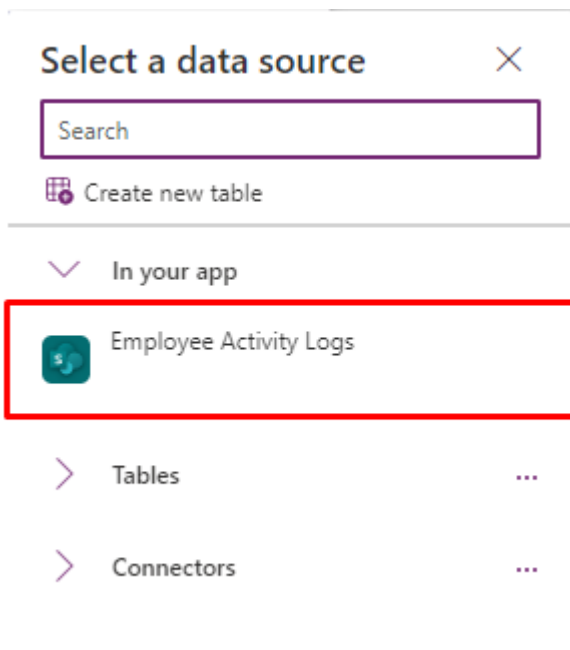 Select a data source
Search
Create new table
In your app
Employee Activity Logs
Tables
Connectors